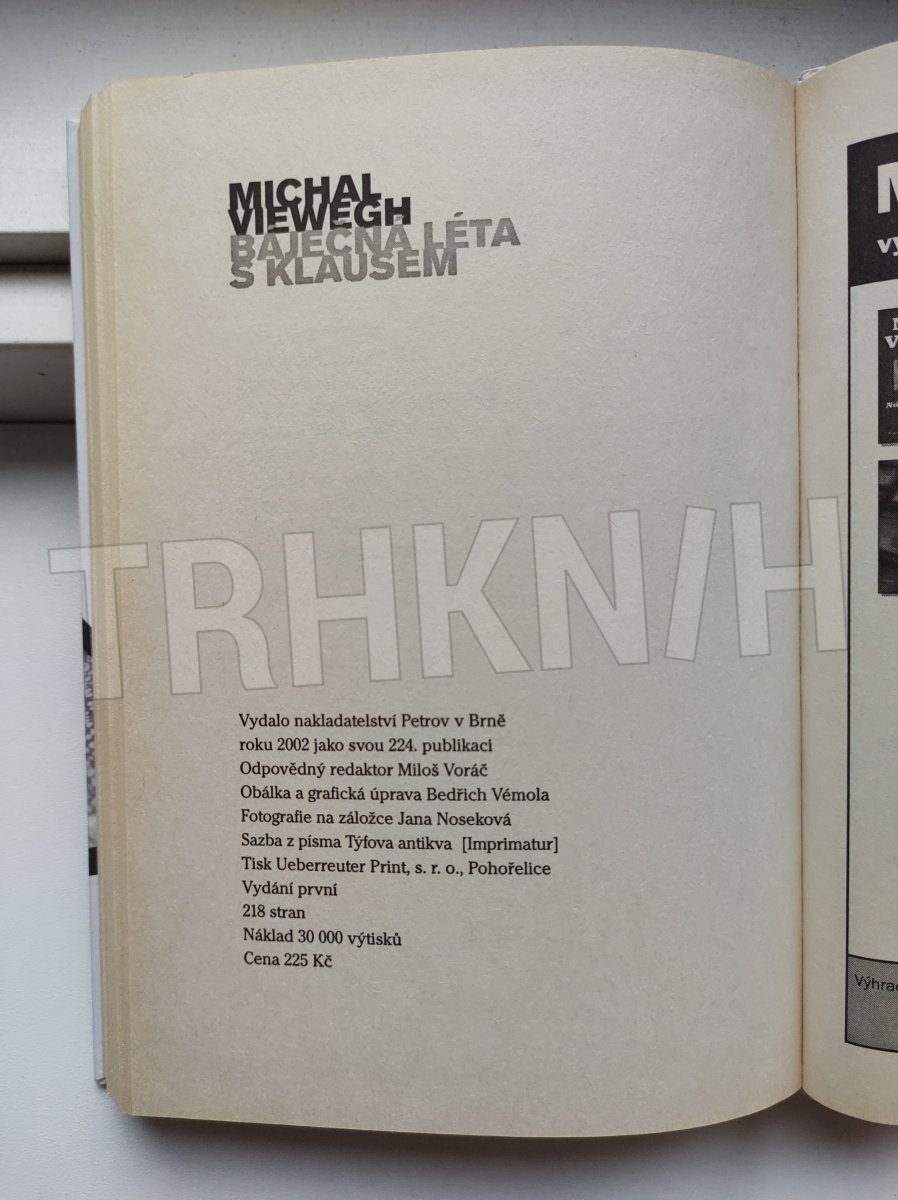 MICHAL
VIEWEGH
BÁJEČNÁ LÉTA
S KLAUSEM
TRHKNIH
Vydalo nakladatelství Petrov v Brně
roku 2002 jako svou 224. publikaci
Odpovědný redaktor Miloš Voráč
Obálka a grafická úprava Bedřich Vémola
Fotografie na záložce Jana Noseková
Sazba z písma Týfova antikva [Imprimatur]
Tisk Ueberreuter Print, s. r. o., Pohořelice
Vydání první
218 stran
Náklad 30 000 výtisků
Cena 225 Kč